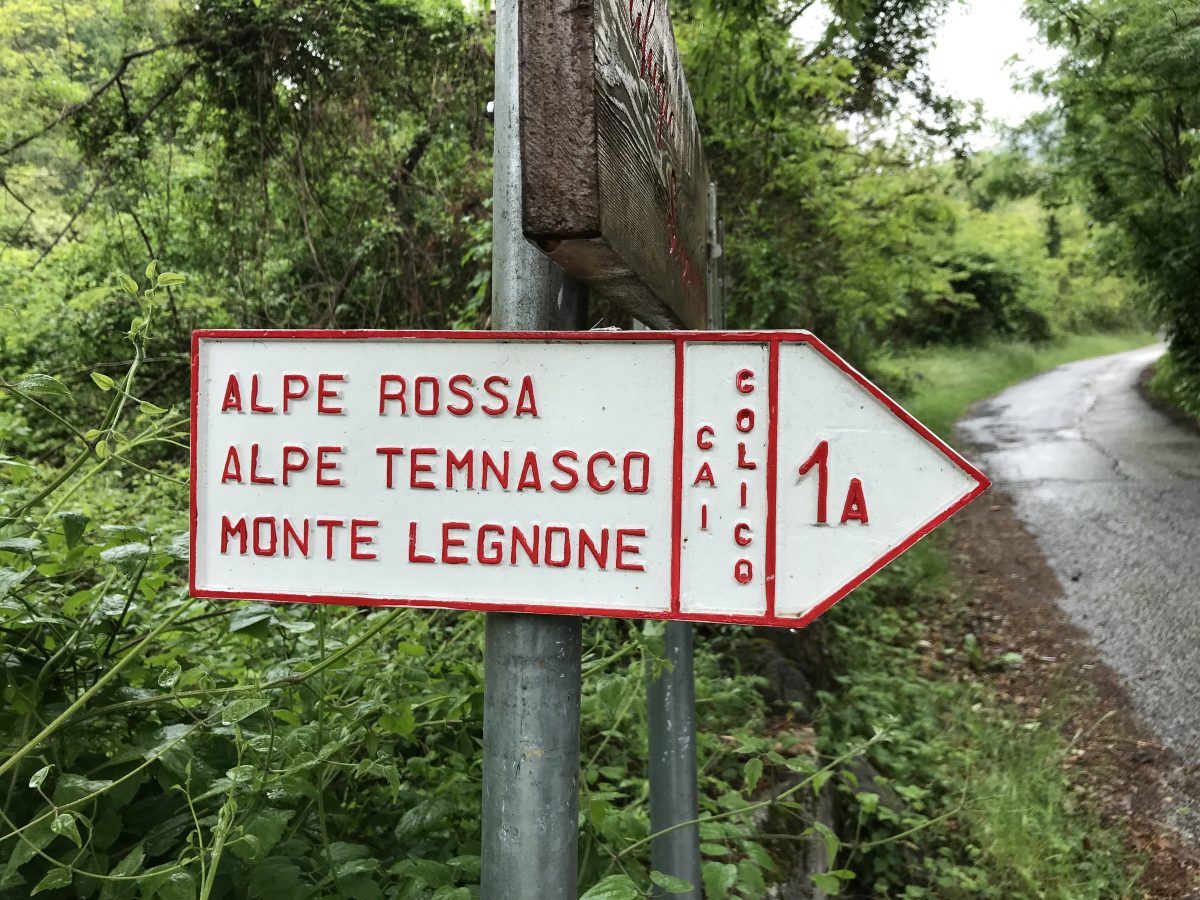 ALPE ROSSA
ALPE TEMNASCO
MONTE LEGNONE
CAI
COLICO
1A